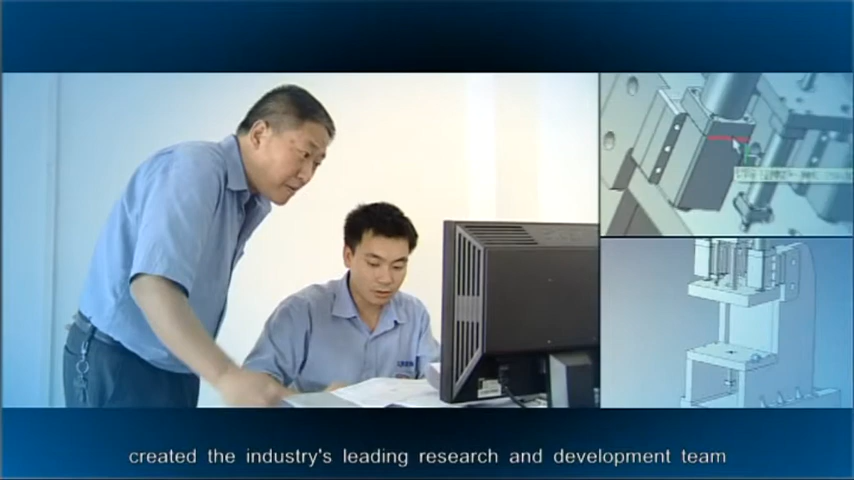 created the industry's leading research and development team